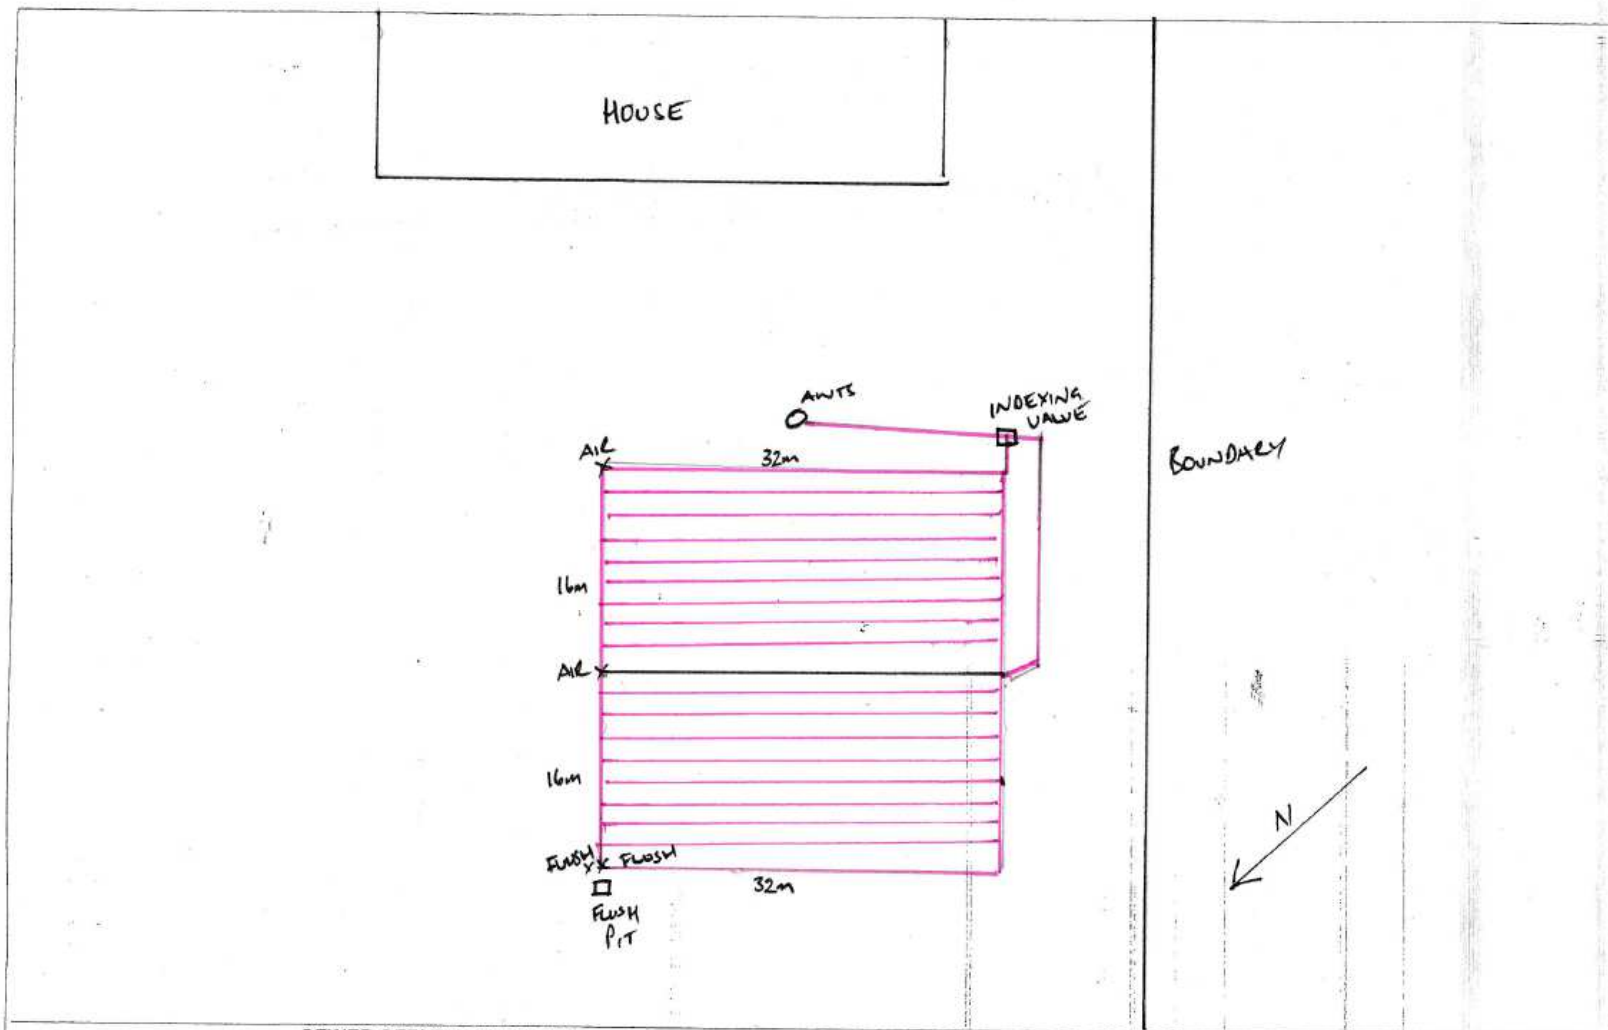 HOUSE
AWTS
INDEXING
VALVE
AIR
32m
BOUNDARY
16m
AIR
16m
N
FLUSH
FLUSH
32m
FLUSH
PIT